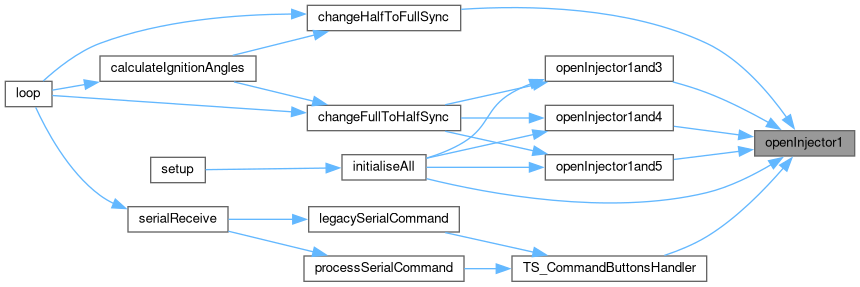 changeHalfToFullSync
calculateIgnitionAngles
openInjector1and3
loop
changeFullToHalfSync
openInjector1and4
openInjector1
setup
initialiseAll
openInjector1and5
serialReceive
legacySerialCommand
processSerialCommand
TS_CommandButtonsHandler